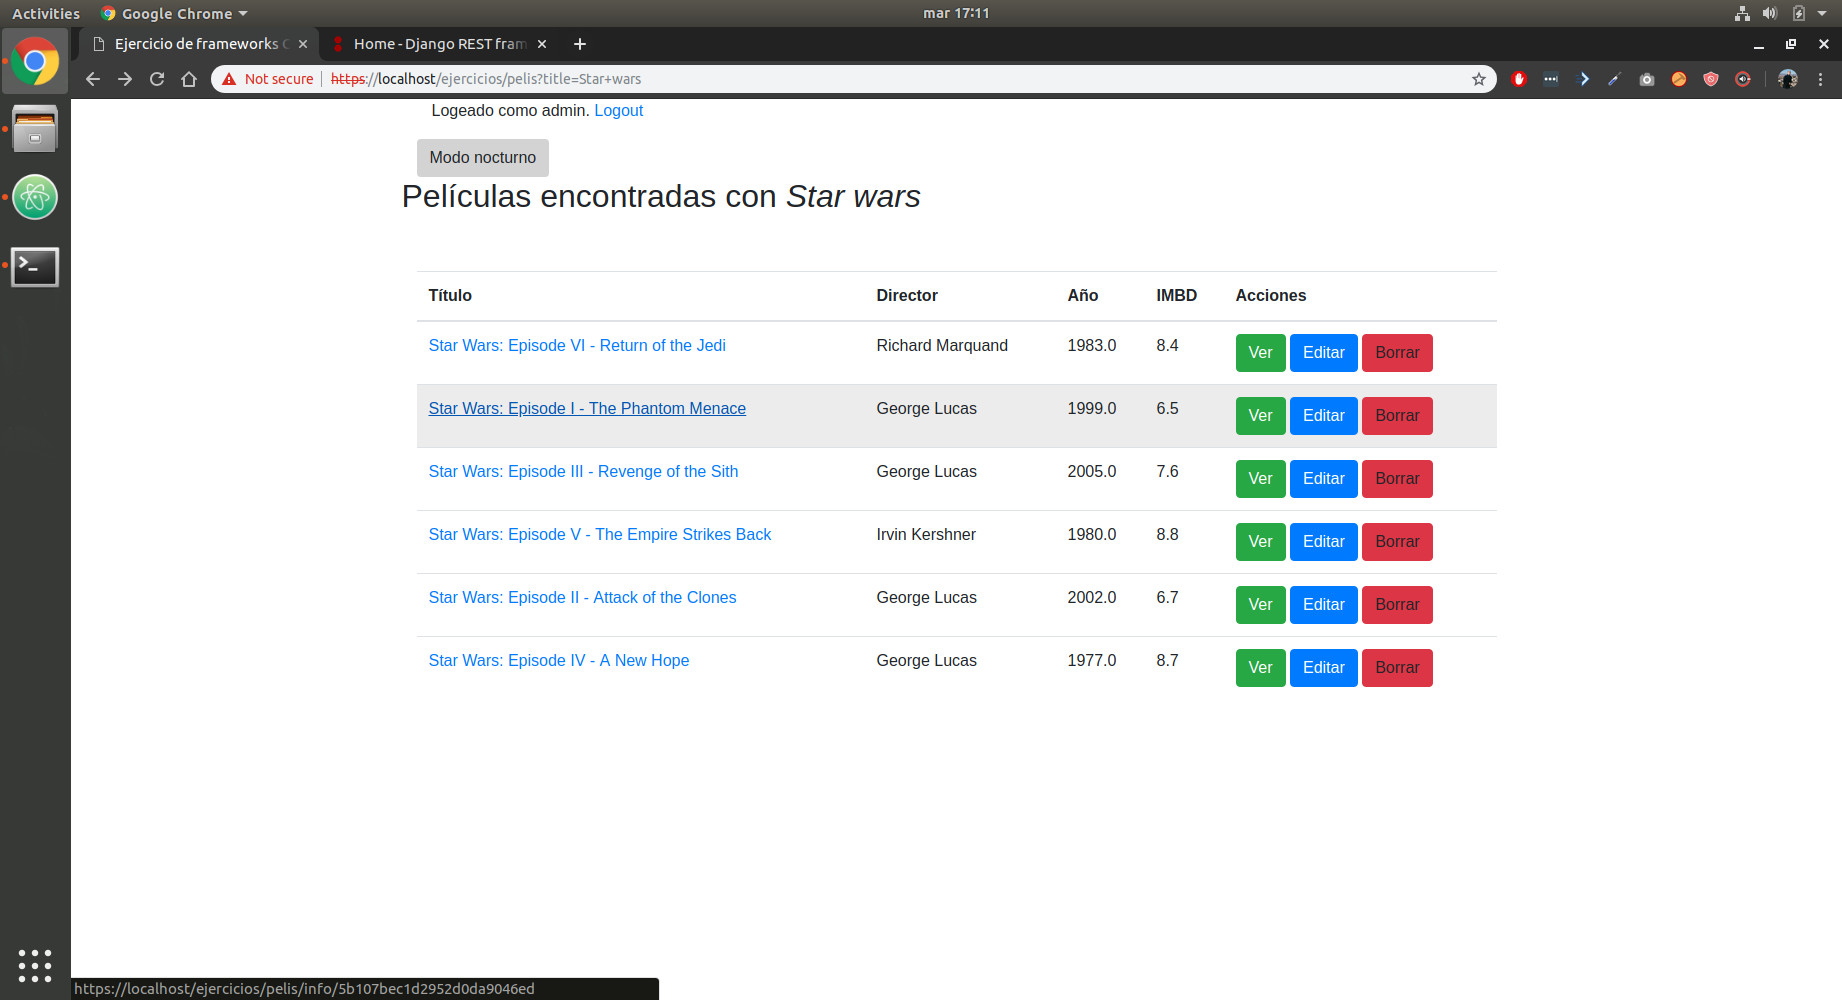 Activities Google Chrome mar 17:11
Ejercicio de frameworks Home - Django REST fram
Not secure https://localhost/ejercicios/pelis?title=Star+wars
Logeado como admin. Logout
Modo nocturno
Películas encontradas con Star wars
Título Director Año IMBD Acciones
Star Wars: Episode VI - Return of the Jedi Richard Marquand 1983.0 8.4 Ver Editar Borrar
Star Wars: Episode I - The Phantom Menace George Lucas 1999.0 6.5 Ver Editar Borrar
Star Wars: Episode III - Revenge of the Sith George Lucas 2005.0 7.6 Ver Editar Borrar
Star Wars: Episode V - The Empire Strikes Back Irvin Kershner 1980.0 8.8 Ver Editar Borrar
Star Wars: Episode II - Attack of the Clones George Lucas 2002.0 6.7 Ver Editar Borrar
Star Wars: Episode IV - A New Hope George Lucas 1977.0 8.7 Ver Editar Borrar
https://localhost/ejercicios/pelis/info/5b107bec1d2952d0da9046ed